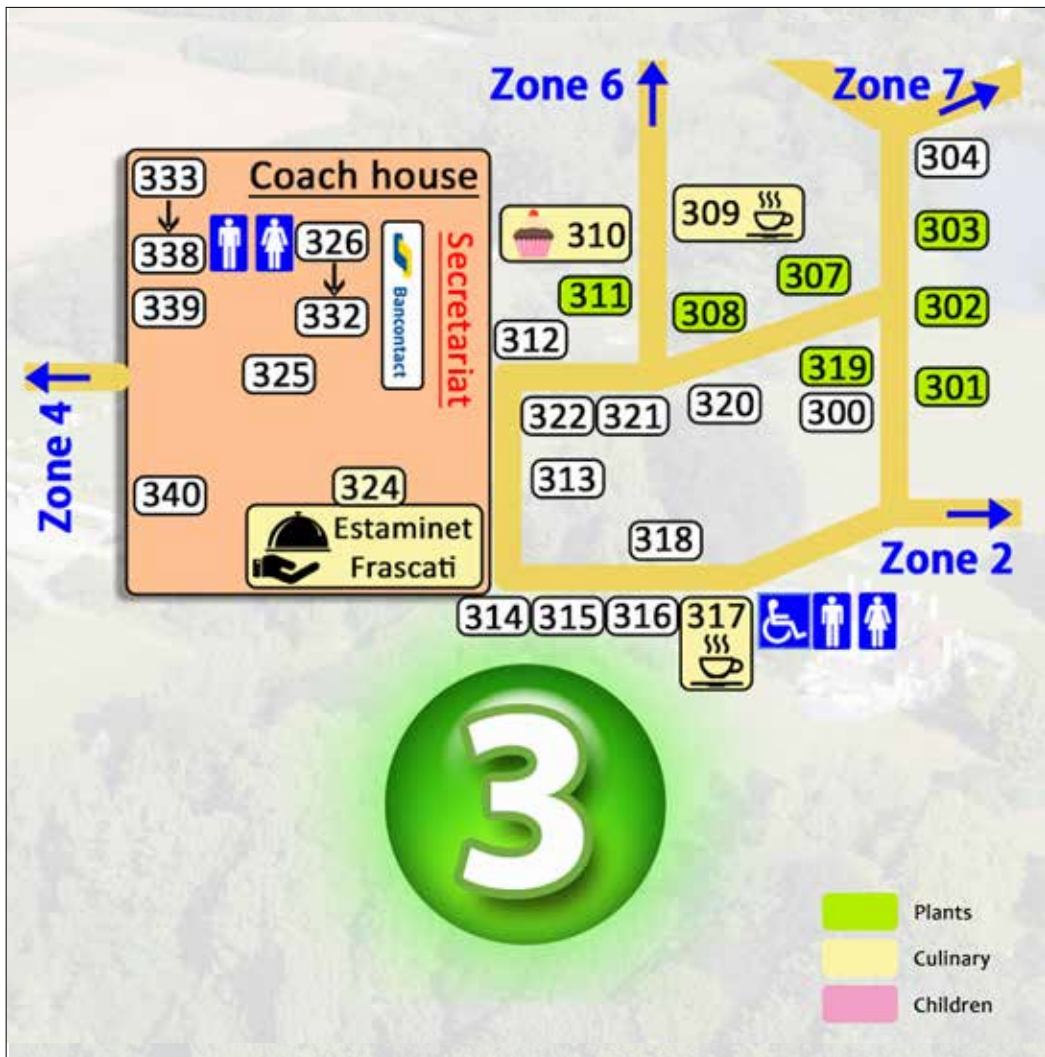 Zone 6
Zone 7
304
333
Coach house
309
310
303
338
326
Secretariat
Bancontact
307
311
339
332
308
302
312
319
325
301
Zone 4
322
321
320
300
313
340
324
318
Estaminet
Frascati
Zone 2
314
315
316
317
3
Plants
Culinary
Children